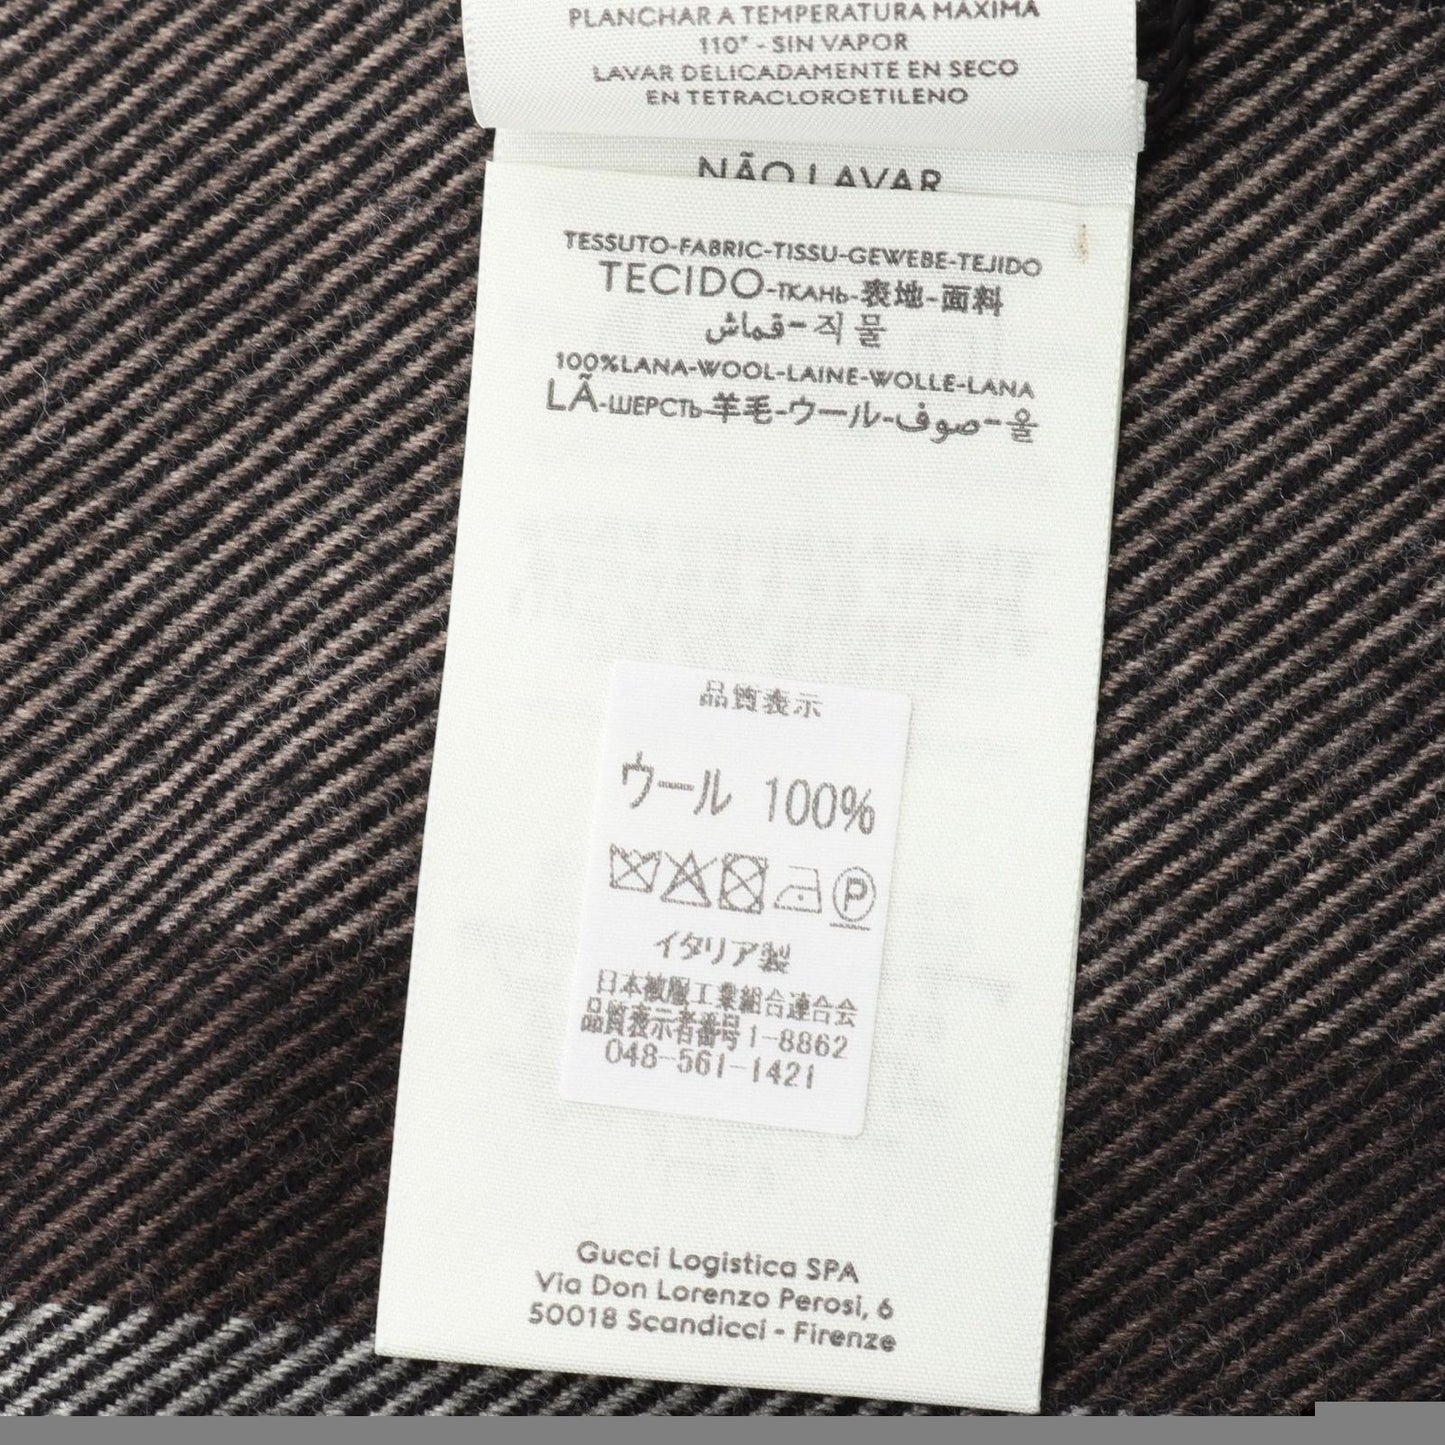 PLANCHAR A TEMPERATURA MÁXIMA
110° - SIN VAPOR
LAVAR DELICADAMENTE EN SECO
EN TETRACLOROETILENO
NÃO LAVAR
TESSUTO-FABRIC-TISSU-GEWEBE-TEJIDO
TECIDO-ТКАНЬ-表地-面料
قماش-직물
100%LANA-WOOL-LAINE-WOLLE-LANA
LÃ-ШЕРСТЬ-羊毛-ウール-صوف-울
品質表示
ウール 100%
P
イタリア製
日本被服工業組合連合会
品質表示者番号 1-8862
048-561-1421
Gucci Logistica SPA
Via Don Lorenzo Perosi, 6
50018 Scandicci - Firenze